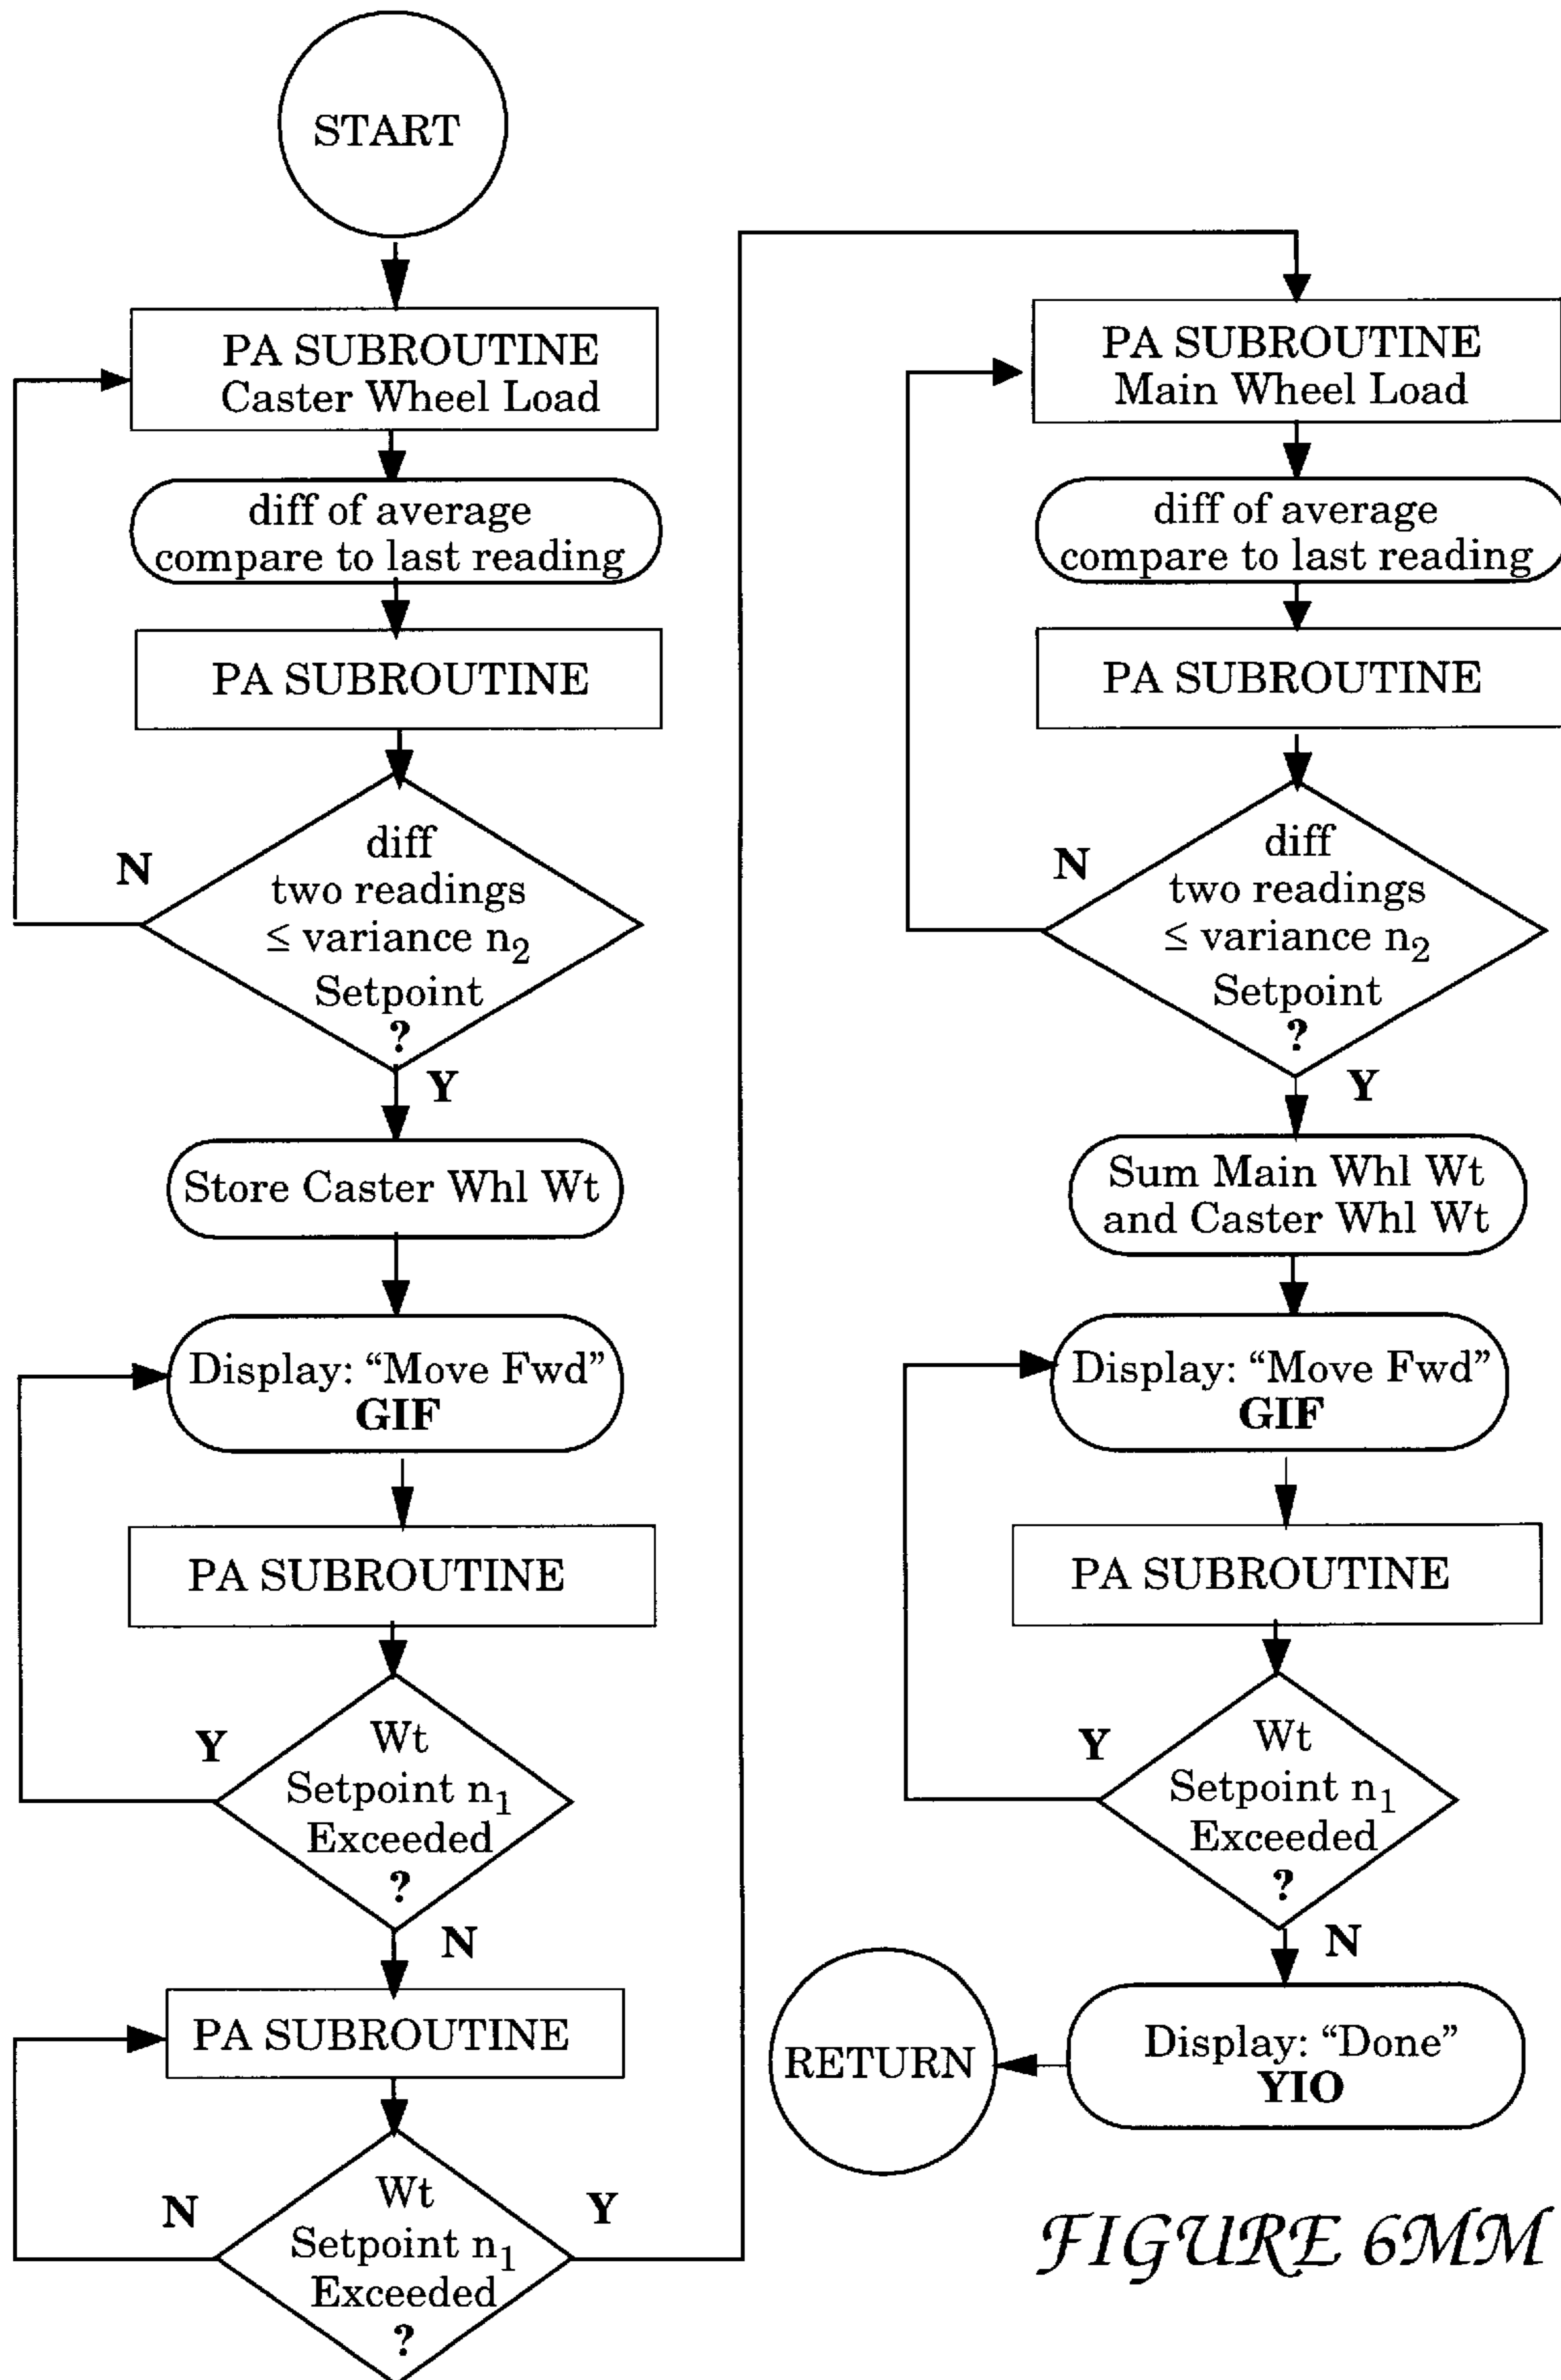 START
PA SUBROUTINE
Caster Wheel Load
diff of average
compare to last reading
PA SUBROUTINE
N
diff
two readings
≤ variance n₂
Setpoint
?
Y
Store Caster Whl Wt
Display: “Move Fwd”
GIF
PA SUBROUTINE
Y
Wt
Setpoint n₁
Exceeded
?
N
PA SUBROUTINE
N
Wt
Setpoint n₁
Exceeded
?
Y
PA SUBROUTINE
Main Wheel Load
diff of average
compare to last reading
PA SUBROUTINE
N
diff
two readings
≤ variance n₂
Setpoint
?
Y
Sum Main Whl Wt
and Caster Whl Wt
Display: “Move Fwd”
GIF
PA SUBROUTINE
Y
Wt
Setpoint n₁
Exceeded
?
N
Display: “Done”
YIO
RETURN
FIGURE 6MM